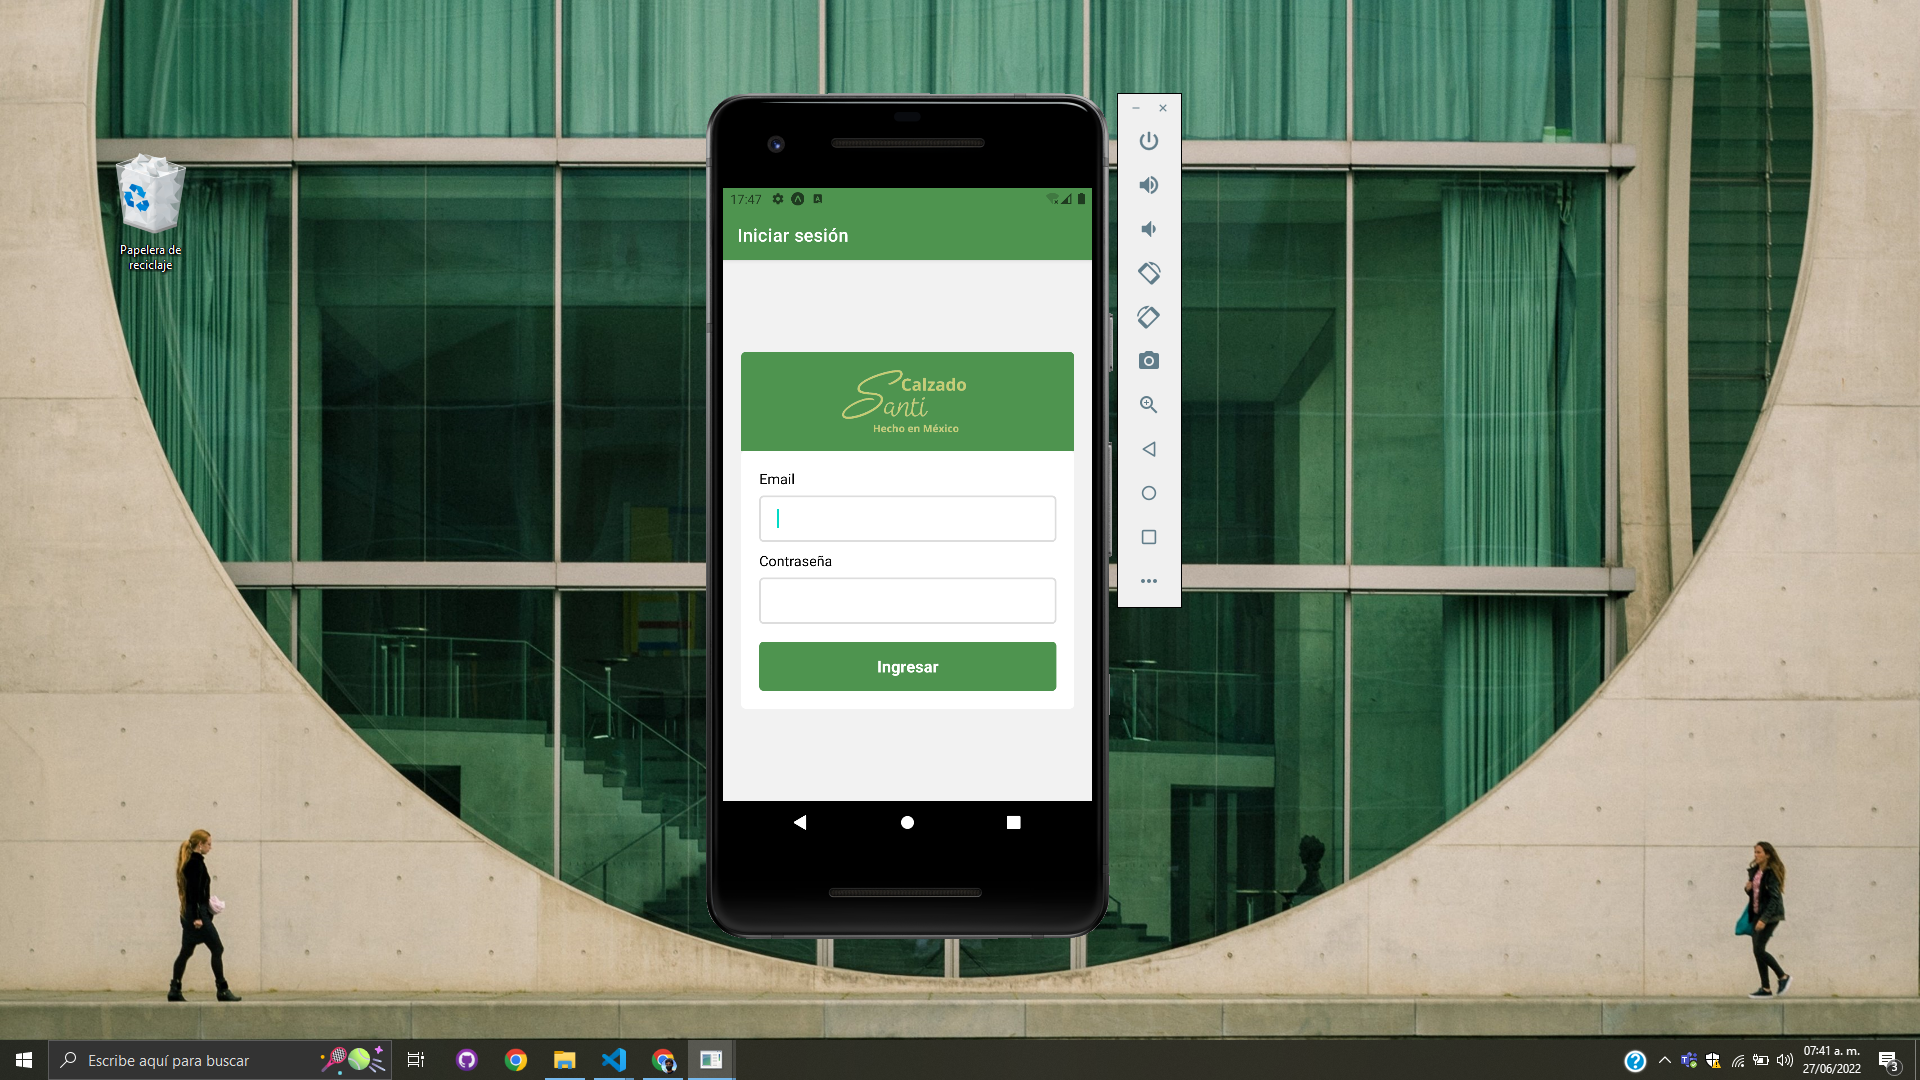 Papelera de
reciclaje
17:47
Iniciar sesión
Calzado
Santi
Hecho en México
Email
Contraseña
Ingresar
Escribe aquí para buscar
07:41 a. m.
27/06/2022
3